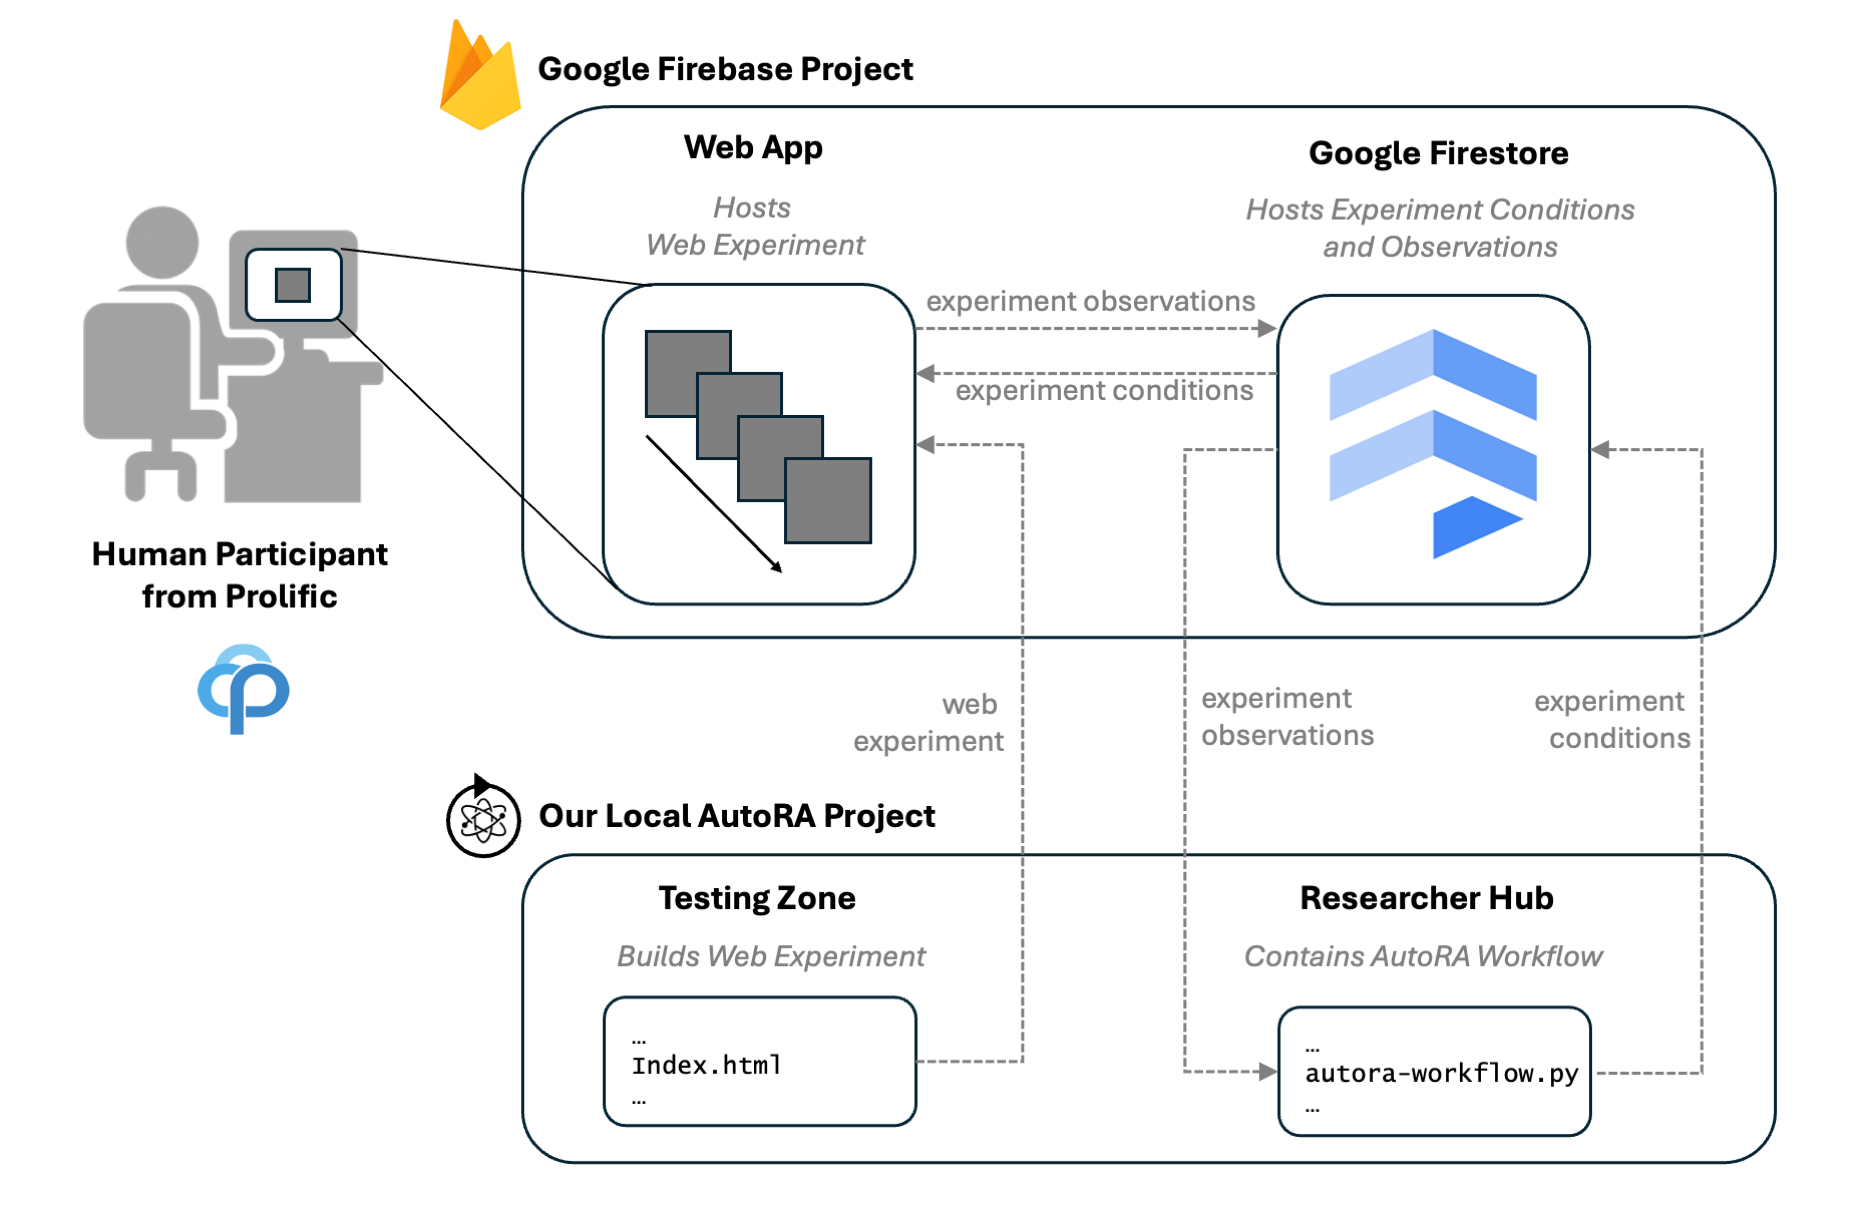 Google Firebase Project
Web App
Hosts
Web Experiment
Google Firestore
Hosts Experiment Conditions
and Observations
experiment observations
experiment conditions
Human Participant
from Prolific
web
experiment
experiment
observations
experiment
conditions
Our Local AutoRA Project
Testing Zone
Builds Web Experiment
…
Index.html
…
Researcher Hub
Contains AutoRA Workflow
…
autora-workflow.py
…